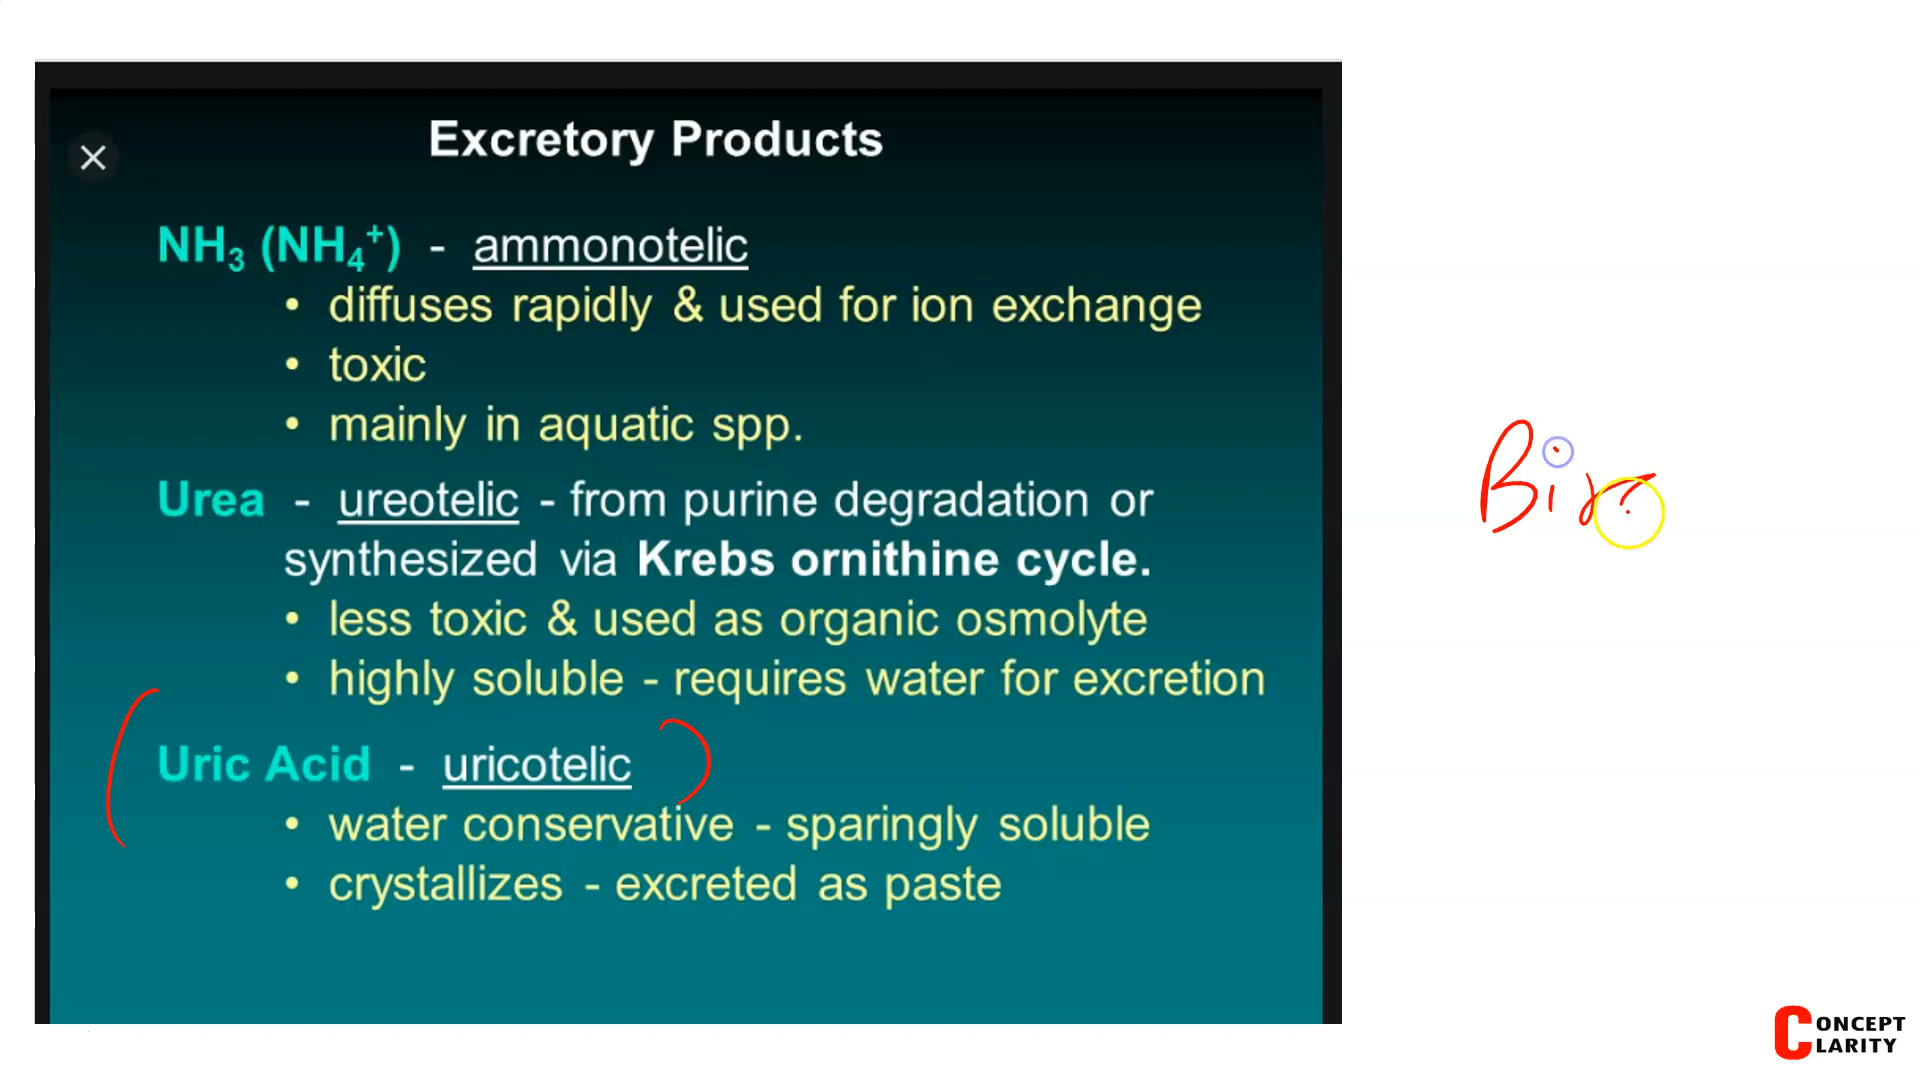 Excretory Products
NH₃ (NH₄⁺) - ammonotelic
• diffuses rapidly & used for ion exchange
• toxic
• mainly in aquatic spp.
Urea - ureotelic - from purine degradation or
synthesized via Krebs ornithine cycle.
• less toxic & used as organic osmolyte
• highly soluble - requires water for excretion
Uric Acid - uricotelic
• water conservative - sparingly soluble
• crystallizes - excreted as paste
CONCEPT
CLARITY